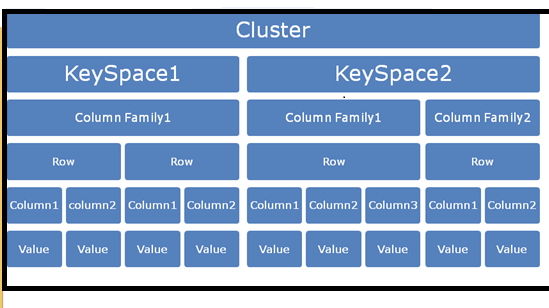 Cluster
KeySpace1 KeySpace2
Column Family1 Column Family1 Column Family2
Row Row Row Row
Column1 column2 Column1 Column2 Column1 Column2 Column3 Column1 Column2
Value Value Value Value Value Value Value Value Value